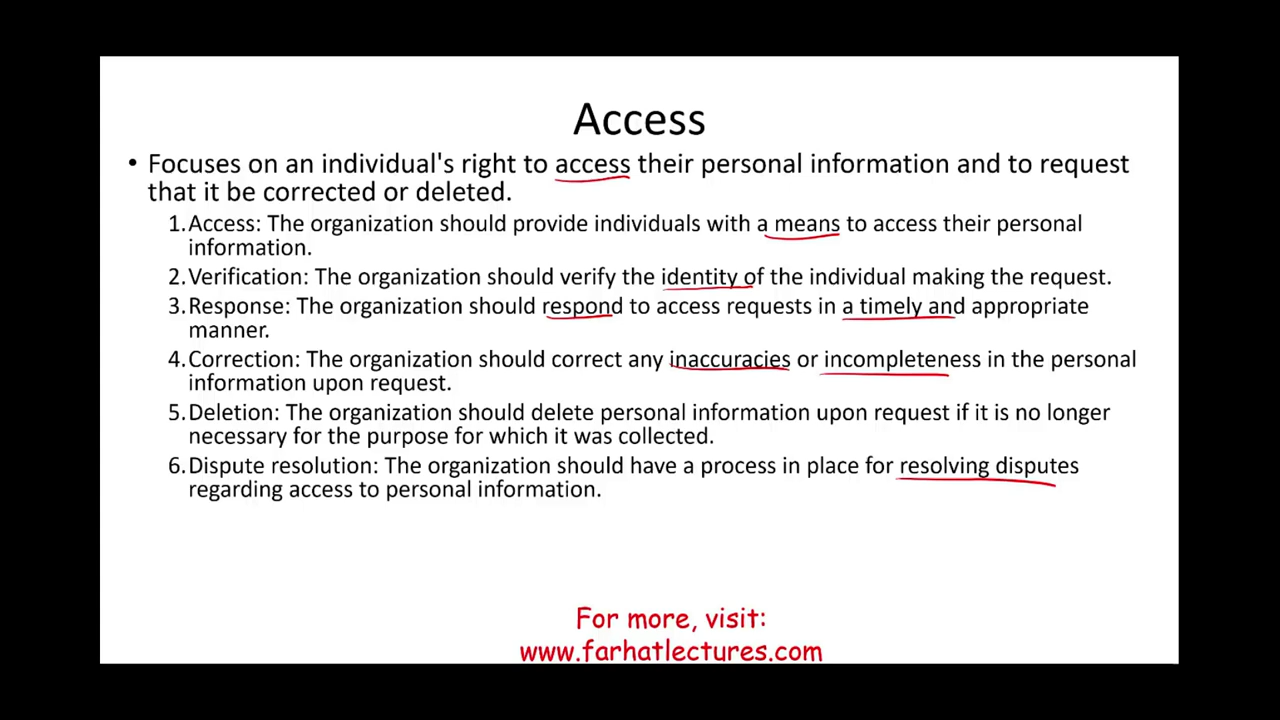 Access
• Focuses on an individual's right to access their personal information and to request
that it be corrected or deleted.
1.Access: The organization should provide individuals with a means to access their personal
information.
2.Verification: The organization should verify the identity of the individual making the request.
3.Response: The organization should respond to access requests in a timely and appropriate
manner.
4.Correction: The organization should correct any inaccuracies or incompleteness in the personal
information upon request.
5.Deletion: The organization should delete personal information upon request if it is no longer
necessary for the purpose for which it was collected.
6.Dispute resolution: The organization should have a process in place for resolving disputes
regarding access to personal information.
For more, visit:
www.farhatlectures.com